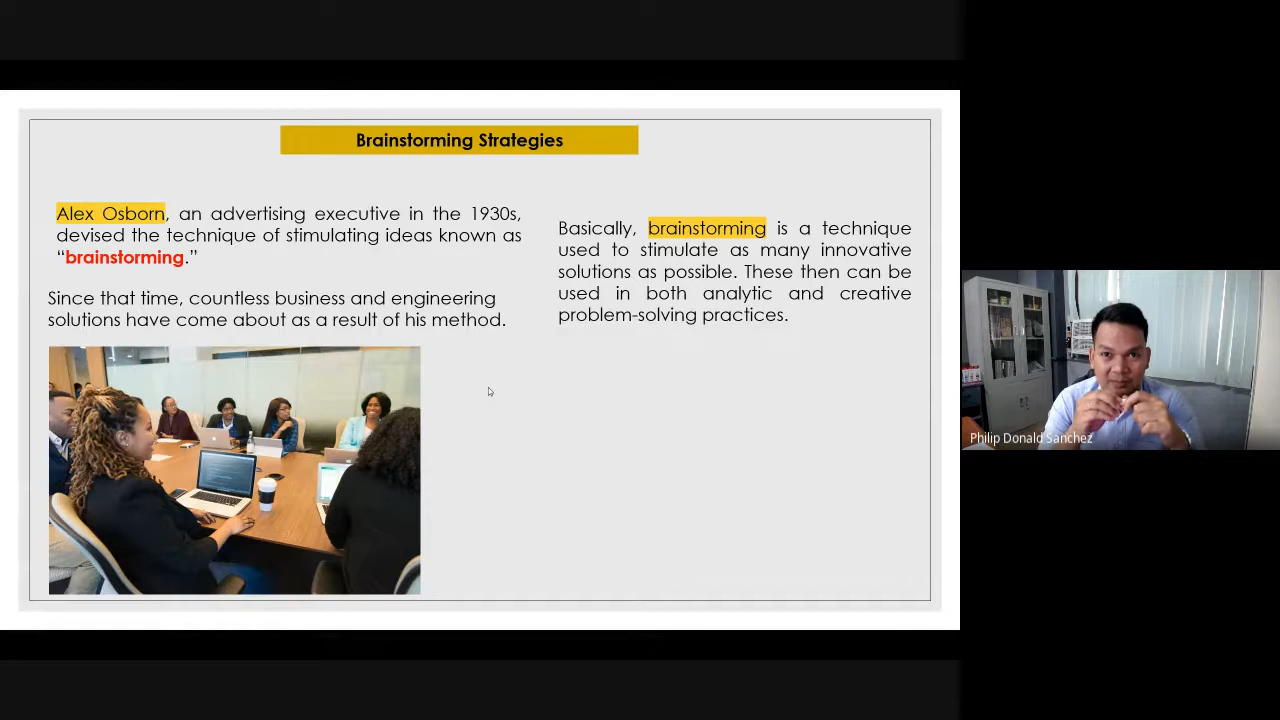 Brainstorming Strategies
Alex Osborn, an advertising executive in the 1930s,
devised the technique of stimulating ideas known as
“brainstorming.”
Since that time, countless business and engineering
solutions have come about as a result of his method.
Basically, brainstorming is a technique
used to stimulate as many innovative
solutions as possible. These then can be
used in both analytic and creative
problem-solving practices.
Philip Donald Sanchez